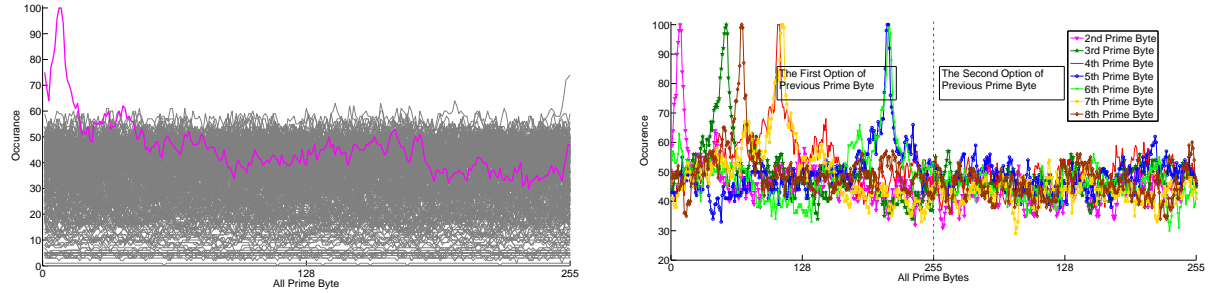 100
90
80
70
60
50
40
30
20
10
0
Occurance
0
128
255
All Prime Byte
100
90
80
70
60
50
40
30
20
Occurence
0
128
255
128
255
All Prime Bytes
The First Option of
Previous Prime Byte
The Second Option of
Previous Prime Byte
2nd Prime Byte
3rd Prime Byte
4th Prime Byte
5th Prime Byte
6th Prime Byte
7th Prime Byte
8th Prime Byte